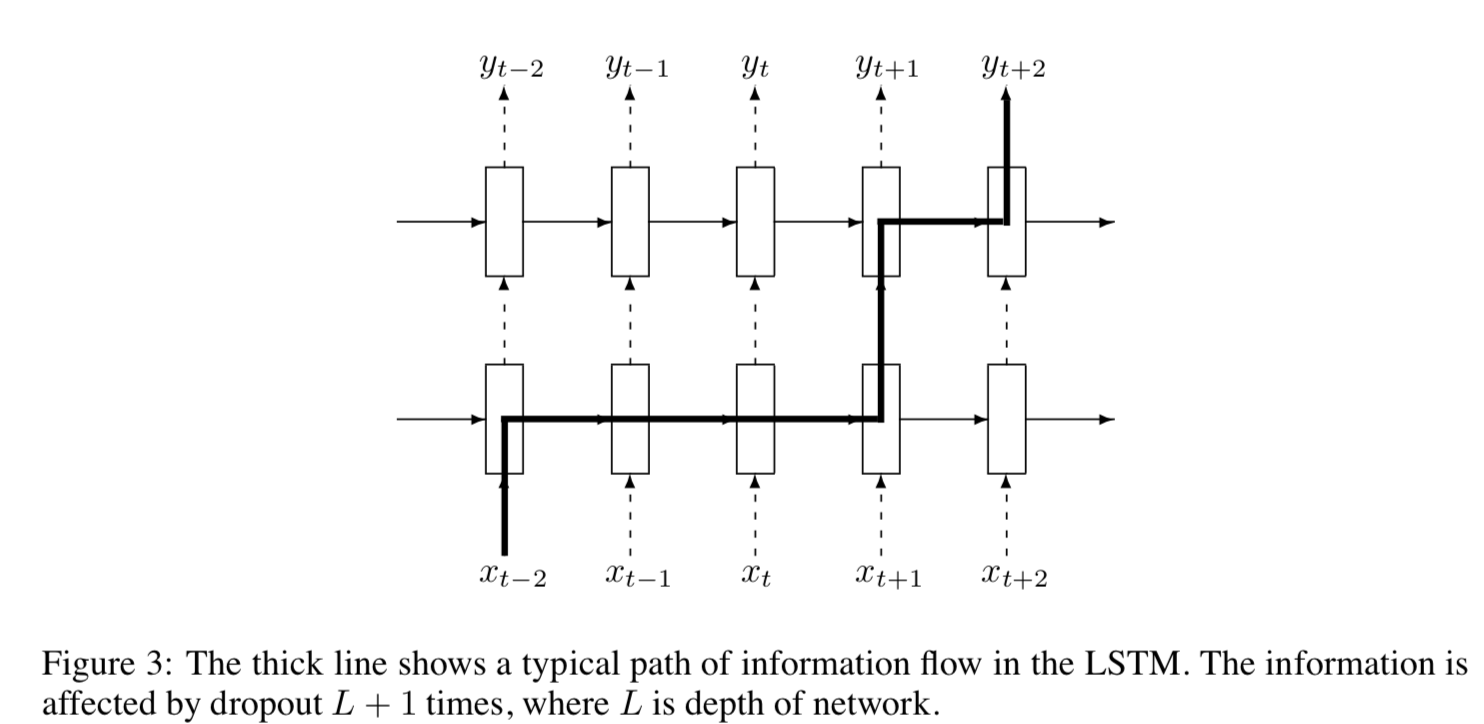 y_{t-2} y_{t-1} y_t y_{t+1} y_{t+2}
x_{t-2} x_{t-1} x_t x_{t+1} x_{t+2}
Figure 3: The thick line shows a typical path of information flow in the LSTM. The information is
affected by dropout L + 1 times, where L is depth of network.